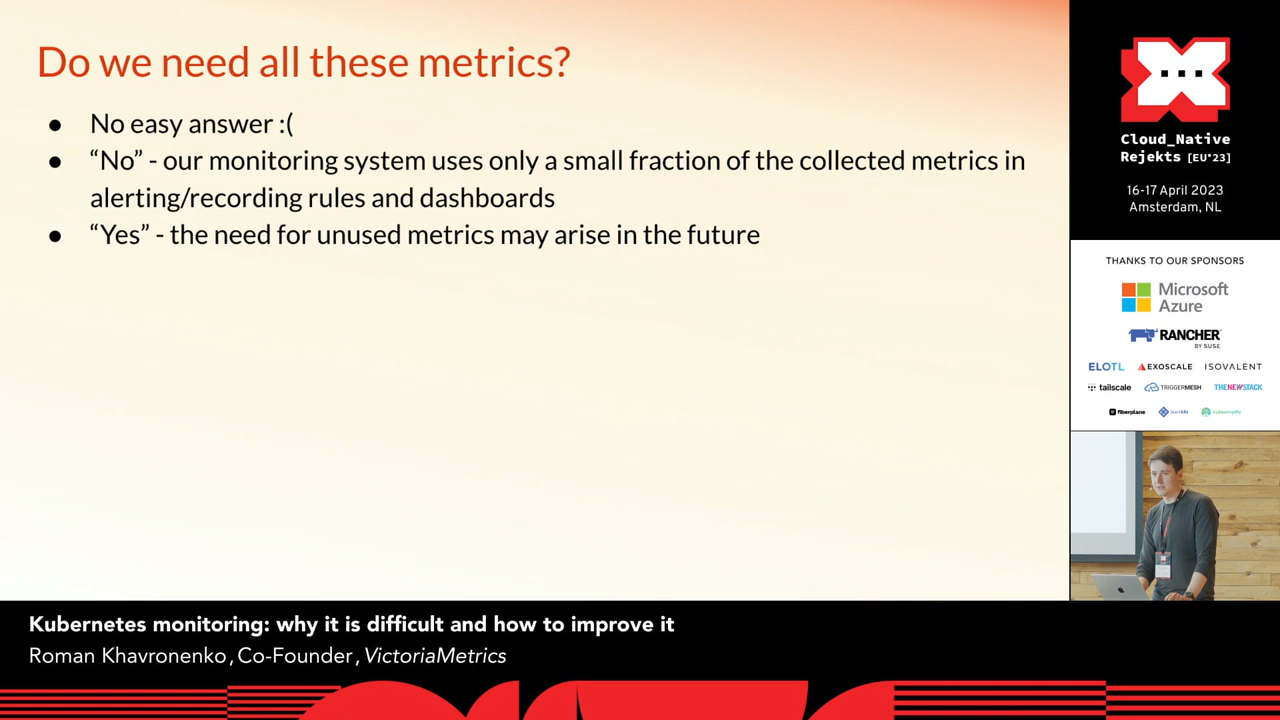 Do we need all these metrics?
● No easy answer :(
● “No” - our monitoring system uses only a small fraction of the collected metrics in
alerting/recording rules and dashboards
● “Yes” - the need for unused metrics may arise in the future
Cloud_Native
Rejekts [EU'23]
16-17 April 2023
Amsterdam, NL
THANKS TO OUR SPONSORS
Microsoft
Azure
RANCHER
BY SUSE
ELOTL EXOSCALE ISOVALENT
tailscale TRIGGERMESH THENEWSTACK
fiberplane kubesimplify
Kubernetes monitoring: why it is difficult and how to improve it
Roman Khavronenko, Co-Founder, VictoriaMetrics